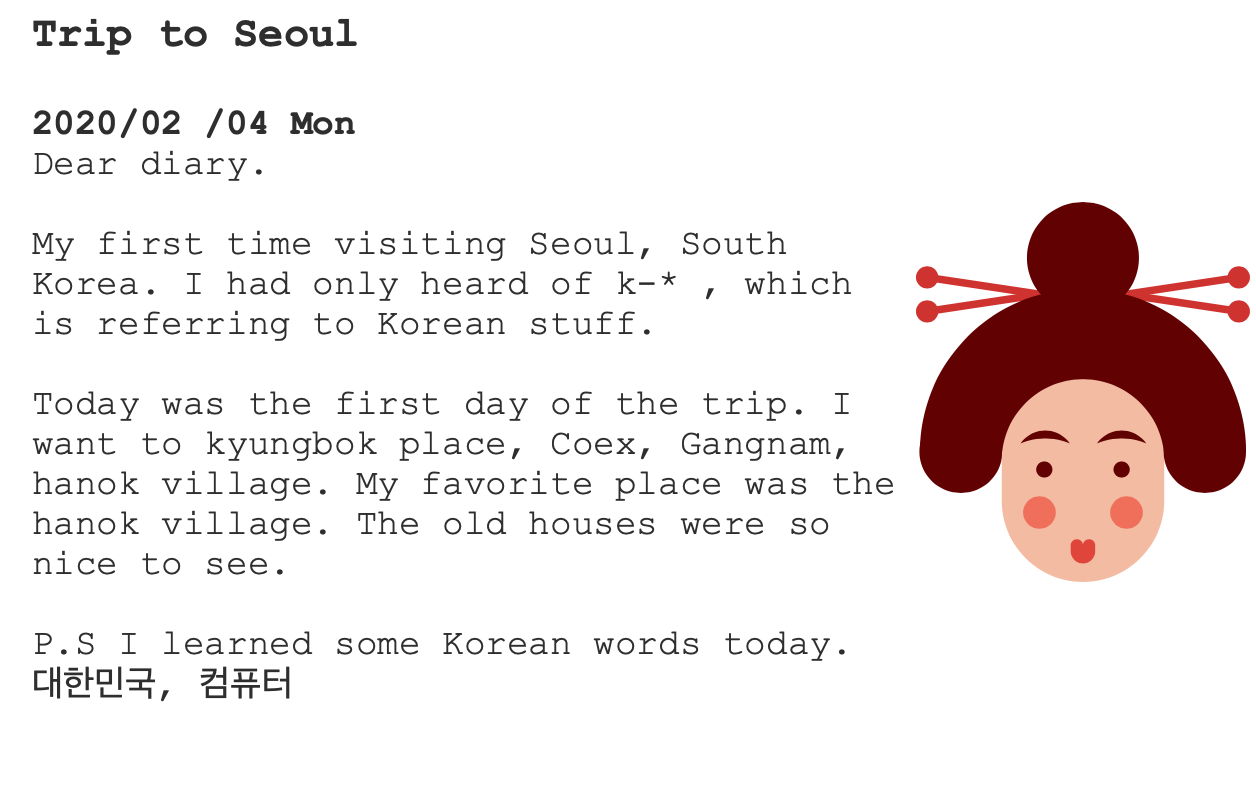 Trip to Seoul
2020/02 /04 Mon
Dear diary.
My first time visiting Seoul, South
Korea. I had only heard of k-* , which
is referring to Korean stuff.
Today was the first day of the trip. I
want to kyungbok place, Coex, Gangnam,
hanok village. My favorite place was the
hanok village. The old houses were so
nice to see.
P.S I learned some Korean words today.
대한민국, 컴퓨터